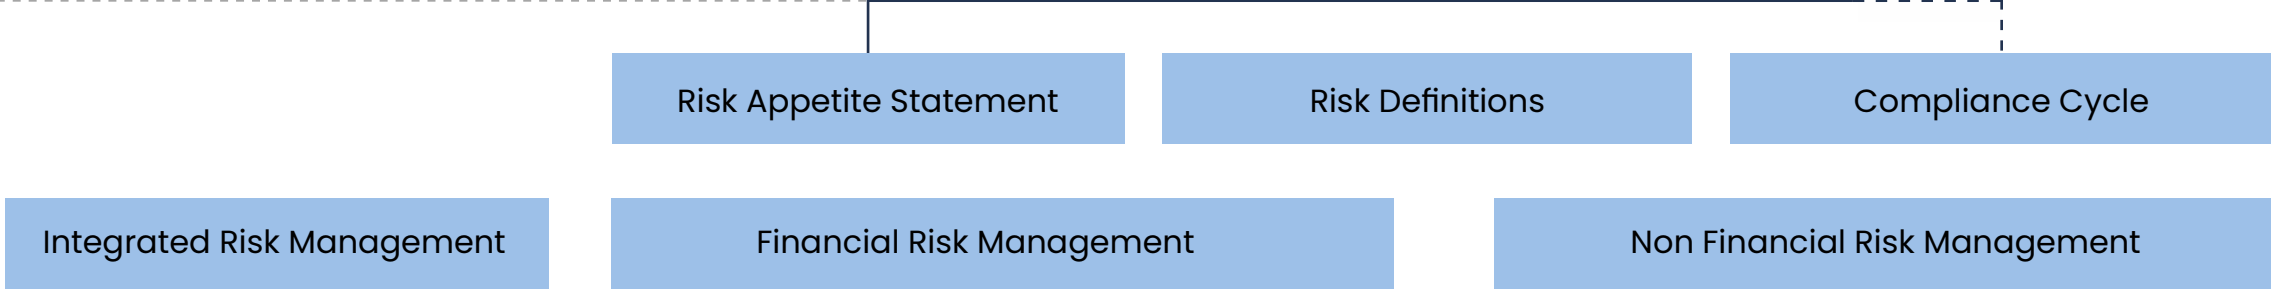 Risk Appetite Statement
Risk Definitions
Compliance Cycle
Integrated Risk Management
Financial Risk Management
Non Financial Risk Management